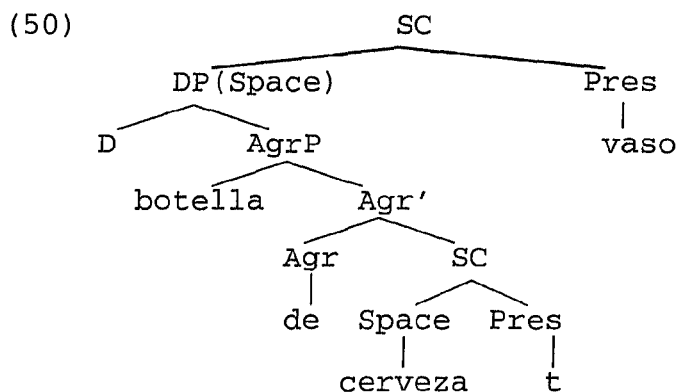 (50) SC
DP(Space) Pres
D AgrP vaso
botella Agr'
Agr SC
de Space Pres
cerveza t